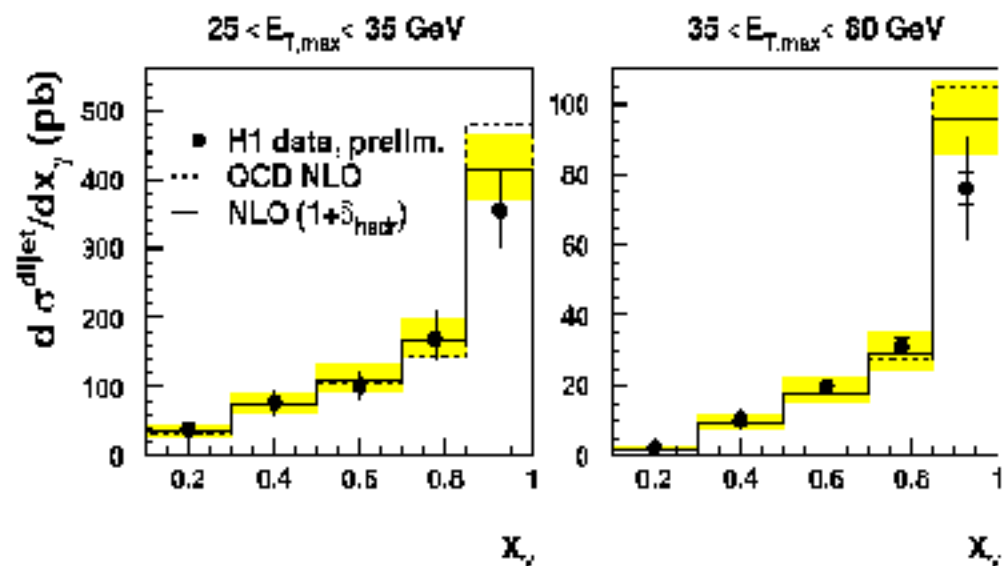 25 < E_T,max < 35 GeV
35 < E_T,max < 80 GeV
d σ^dijet/dx_γ (pb)
500
400
300
200
100
0
H1 data, prelim.
QCD NLO
NLO (1+δ_hadr)
0.2 0.4 0.6 0.8 1
x_γ
100
80
60
40
20
0
0.2 0.4 0.6 0.8 1
x_γ